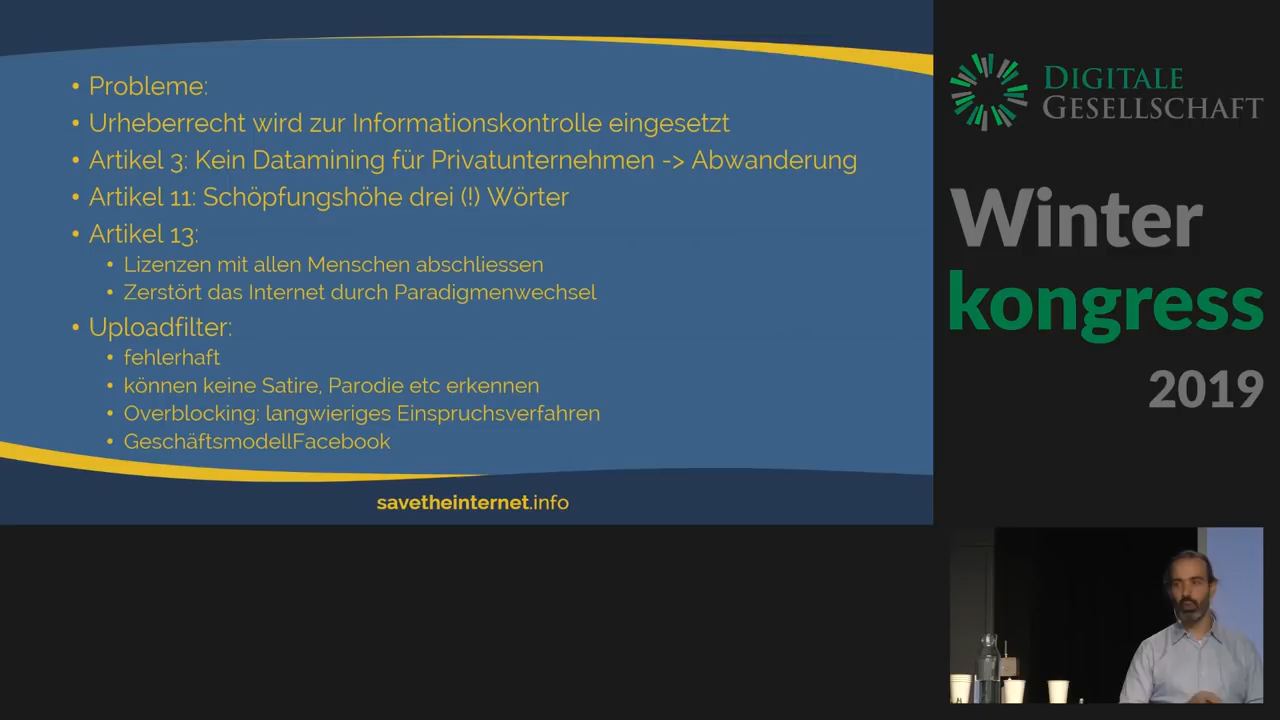 Probleme:
Urheberrecht wird zur Informationskontrolle eingesetzt
Artikel 3: Kein Datamining für Privatunternehmen -> Abwanderung
Artikel 11: Schöpfungshöhe drei (!) Wörter
Artikel 13:
Lizenzen mit allen Menschen abschliessen
Zerstört das Internet durch Paradigmenwechsel
Uploadfilter:
fehlerhaft
können keine Satire, Parodie etc erkennen
Overblocking: langwieriges Einspruchsverfahren
GeschäftsmodellFacebook
savetheinternet.info
DIGITALE
GESELLSCHAFT
Winter
kongress
2019